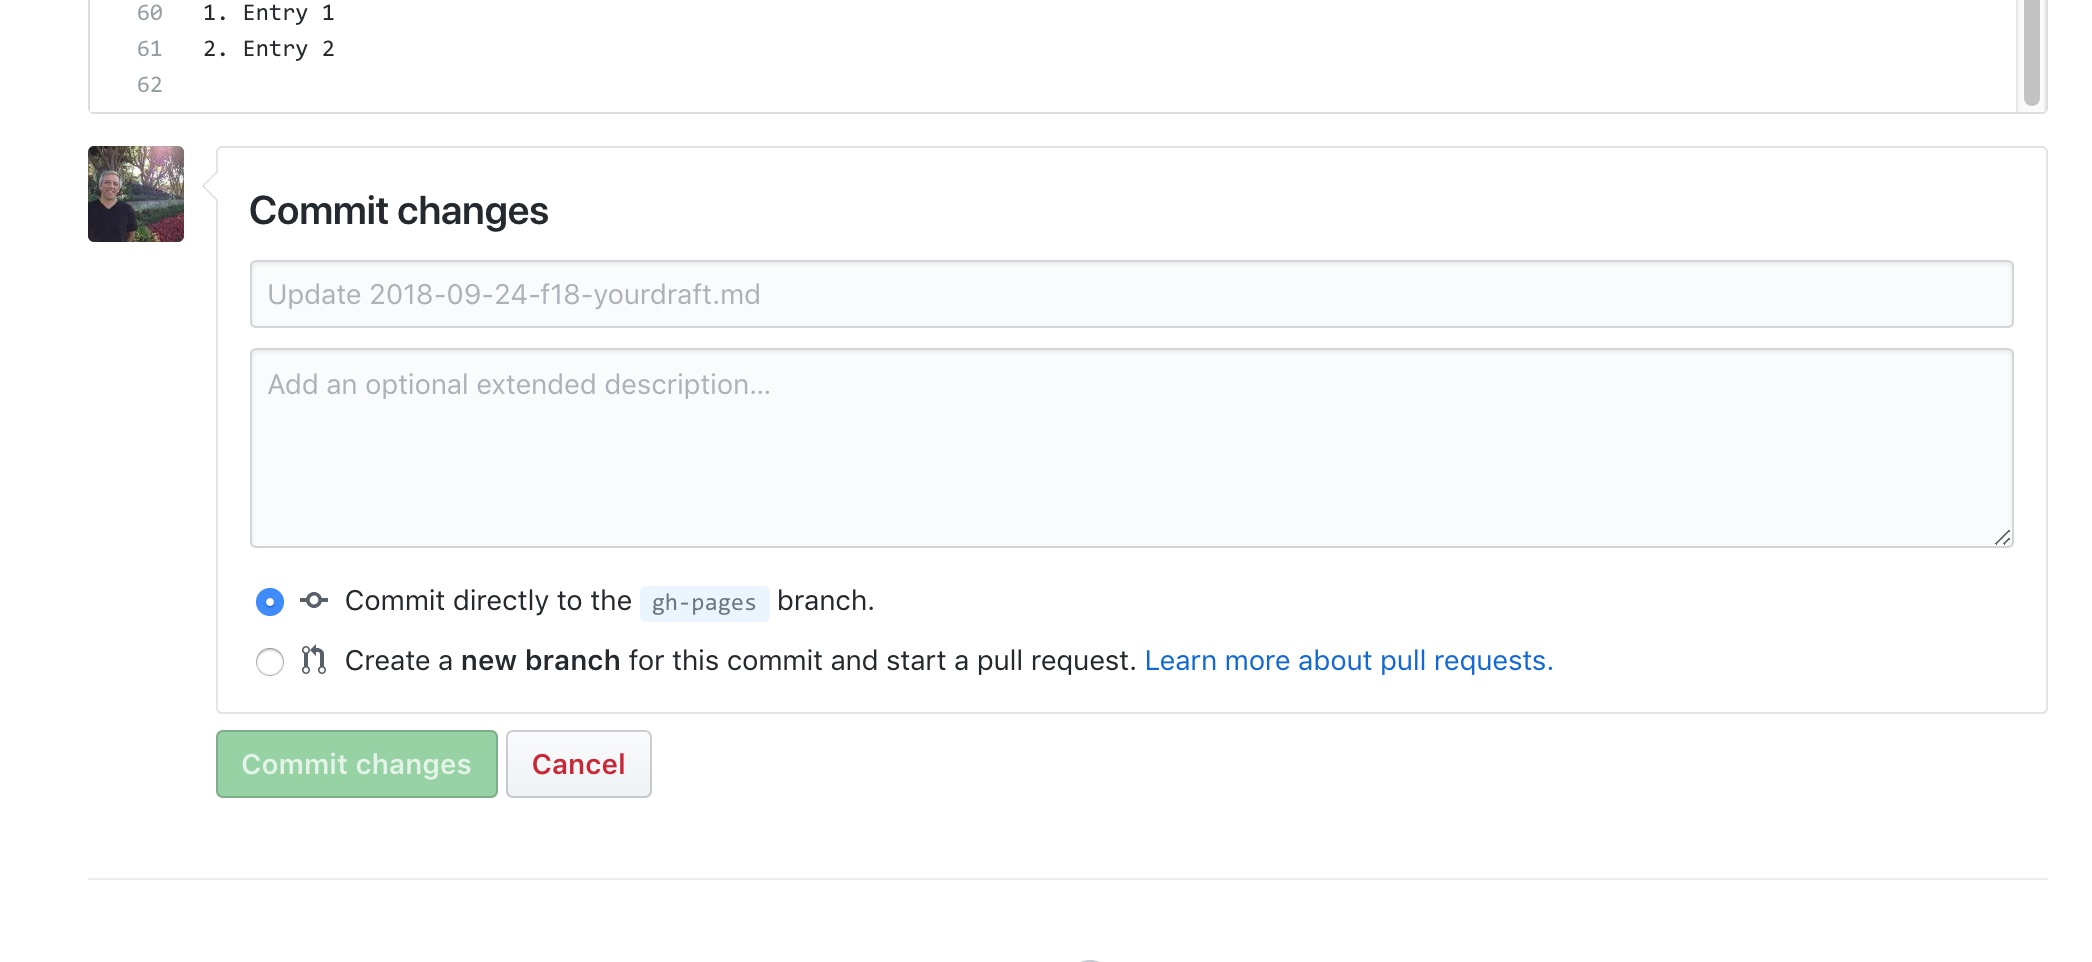 60 1. Entry 1
61 2. Entry 2
62
Commit changes
Update 2018-09-24-f18-yourdraft.md
Add an optional extended description...
Commit directly to the gh-pages branch.
Create a new branch for this commit and start a pull request. Learn more about pull requests.
Commit changes Cancel